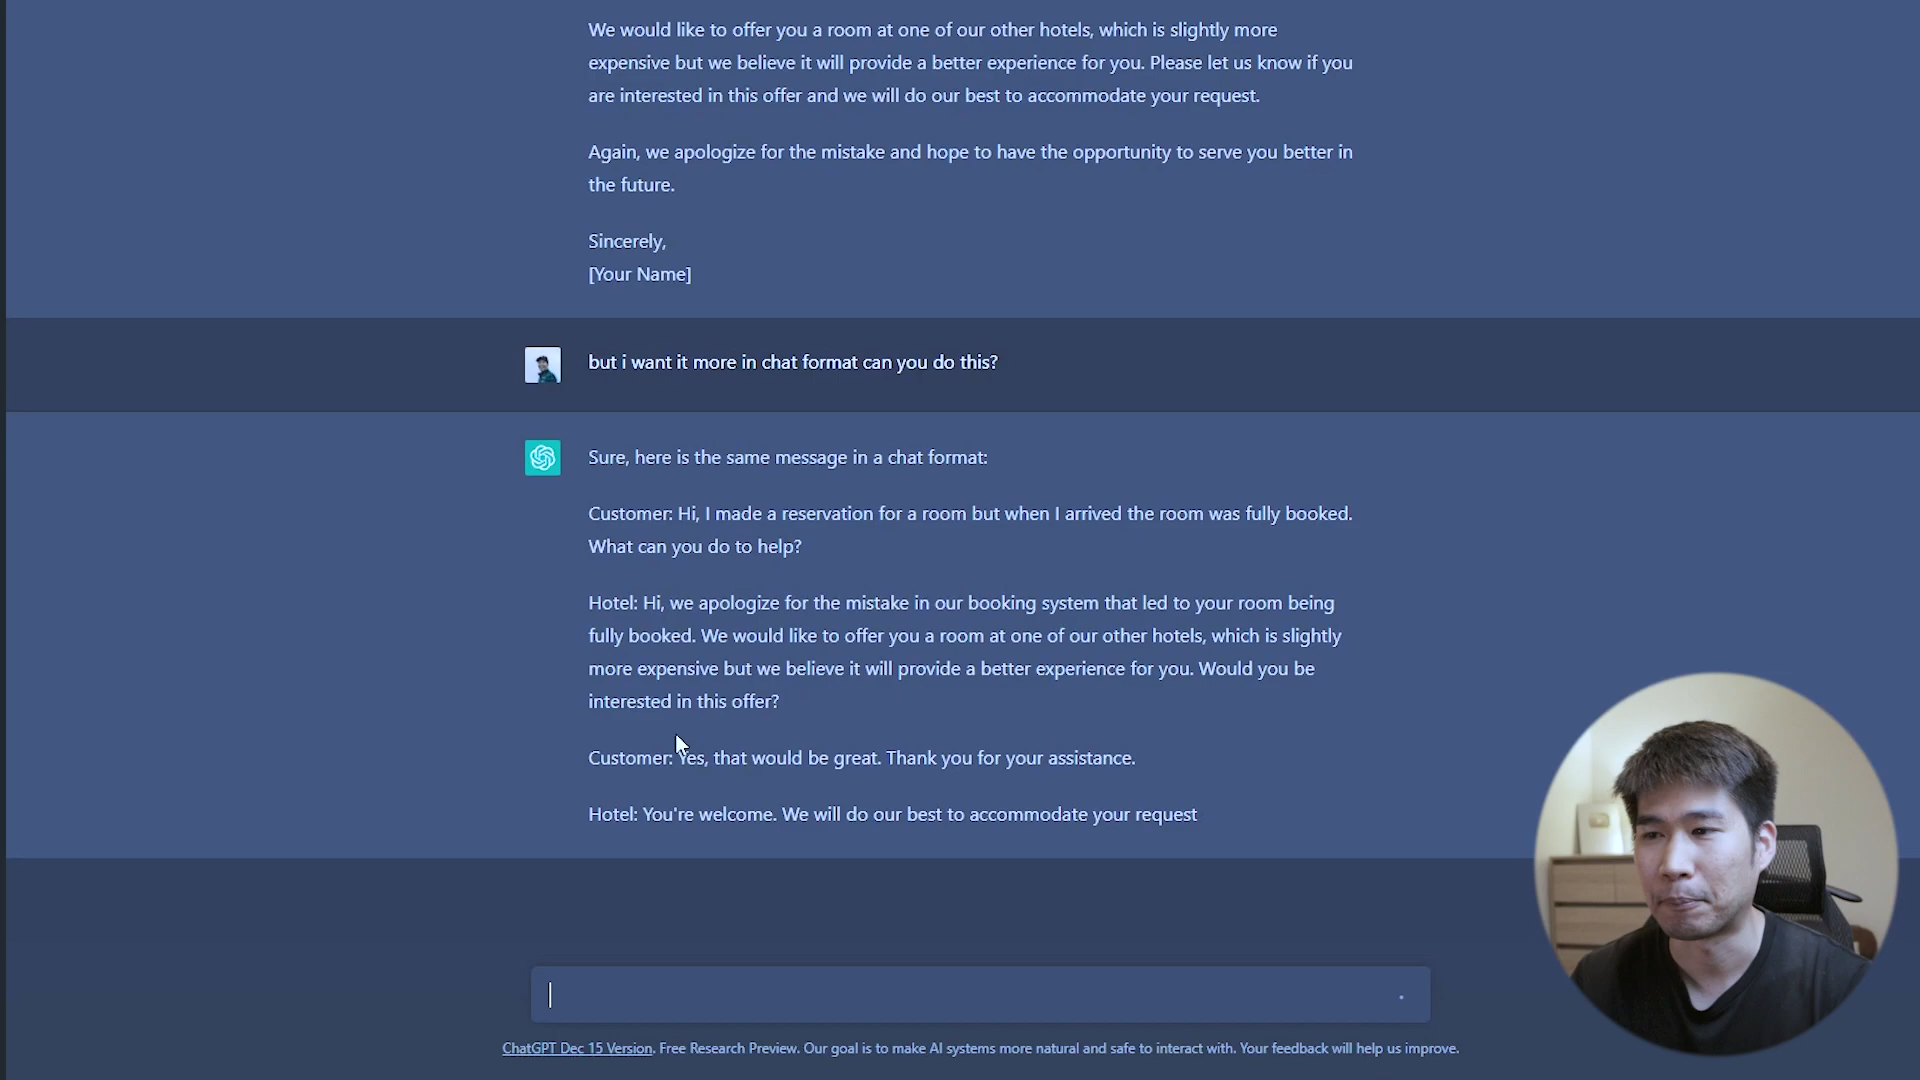 We would like to offer you a room at one of our other hotels, which is slightly more
expensive but we believe it will provide a better experience for you. Please let us know if you
are interested in this offer and we will do our best to accommodate your request.
Again, we apologize for the mistake and hope to have the opportunity to serve you better in
the future.
Sincerely,
[Your Name]
but i want it more in chat format can you do this?
Sure, here is the same message in a chat format:
Customer: Hi, I made a reservation for a room but when I arrived the room was fully booked.
What can you do to help?
Hotel: Hi, we apologize for the mistake in our booking system that led to your room being
fully booked. We would like to offer you a room at one of our other hotels, which is slightly
more expensive but we believe it will provide a better experience for you. Would you be
interested in this offer?
Customer: Yes, that would be great. Thank you for your assistance.
Hotel: You're welcome. We will do our best to accommodate your request
ChatGPT Dec 15 Version. Free Research Preview. Our goal is to make AI systems more natural and safe to interact with. Your feedback will help us improve.